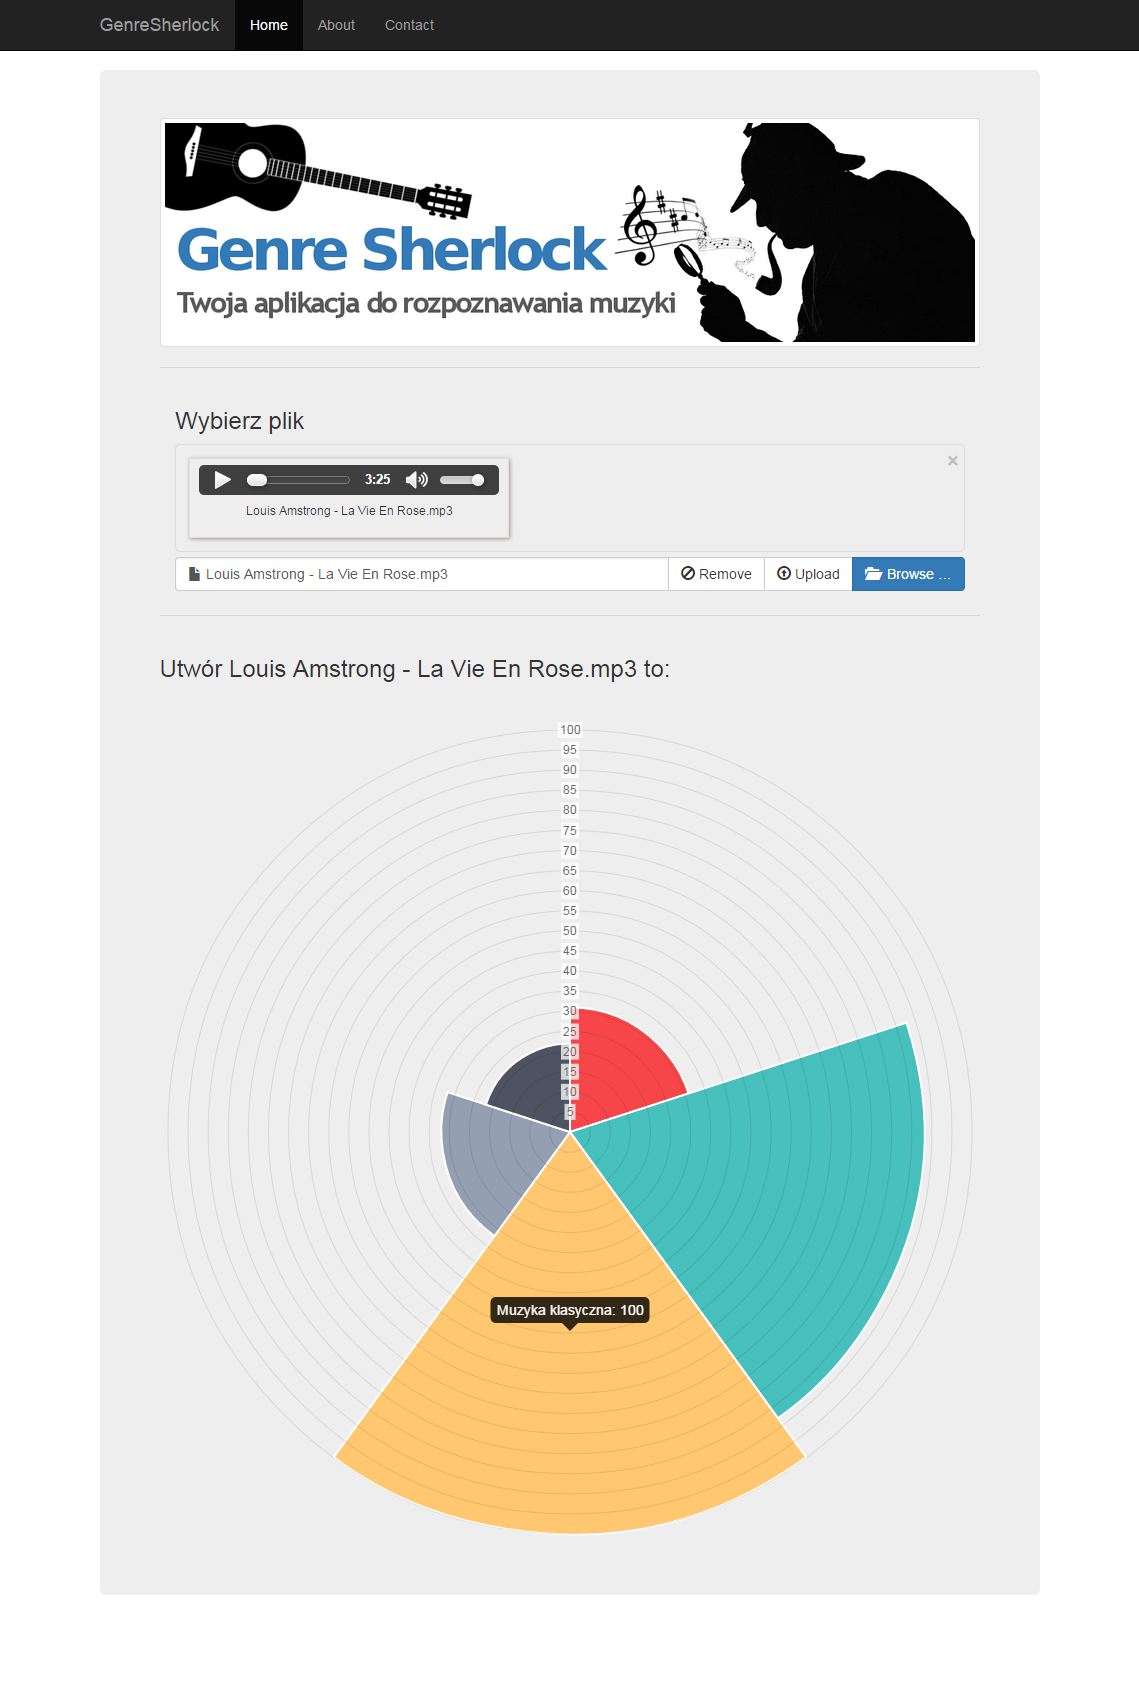 GenreSherlock Home About Contact
Genre Sherlock
Twoja aplikacja do rozpoznawania muzyki
Wybierz plik
×
3:25
Louis Amstrong - La Vie En Rose.mp3
Louis Amstrong - La Vie En Rose.mp3 Remove Upload Browse ...
Utwór Louis Amstrong - La Vie En Rose.mp3 to:
100
95
90
85
80
75
70
65
60
55
50
45
40
35
30
25
20
15
10
5
Muzyka klasyczna: 100